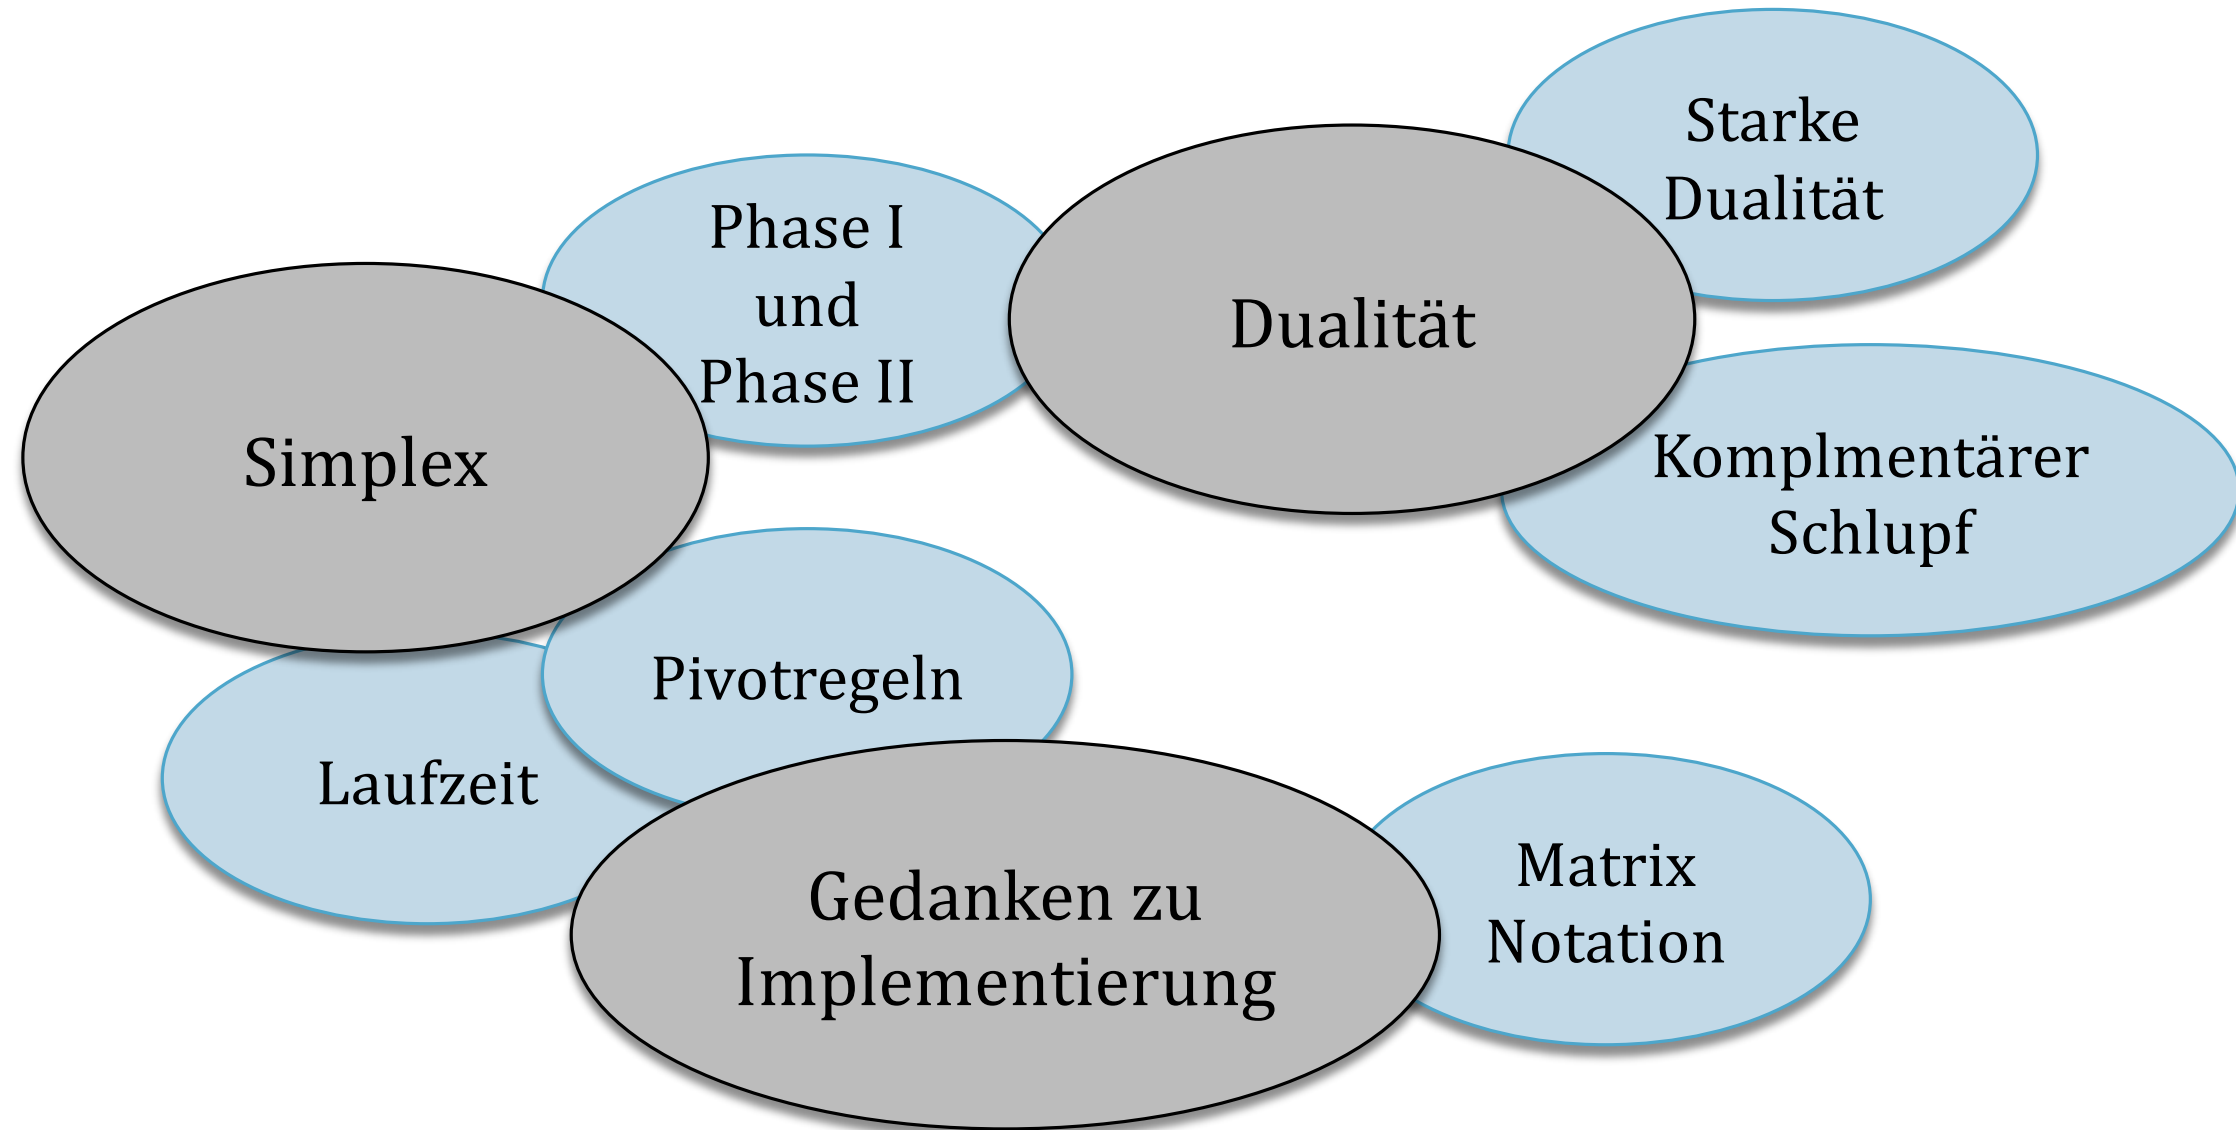 Starke
Dualität
Phase I
und
Phase II
Dualität
Simplex
Komplmentärer
Schlupf
Pivotregeln
Laufzeit
Gedanken zu
Implementierung
Matrix
Notation